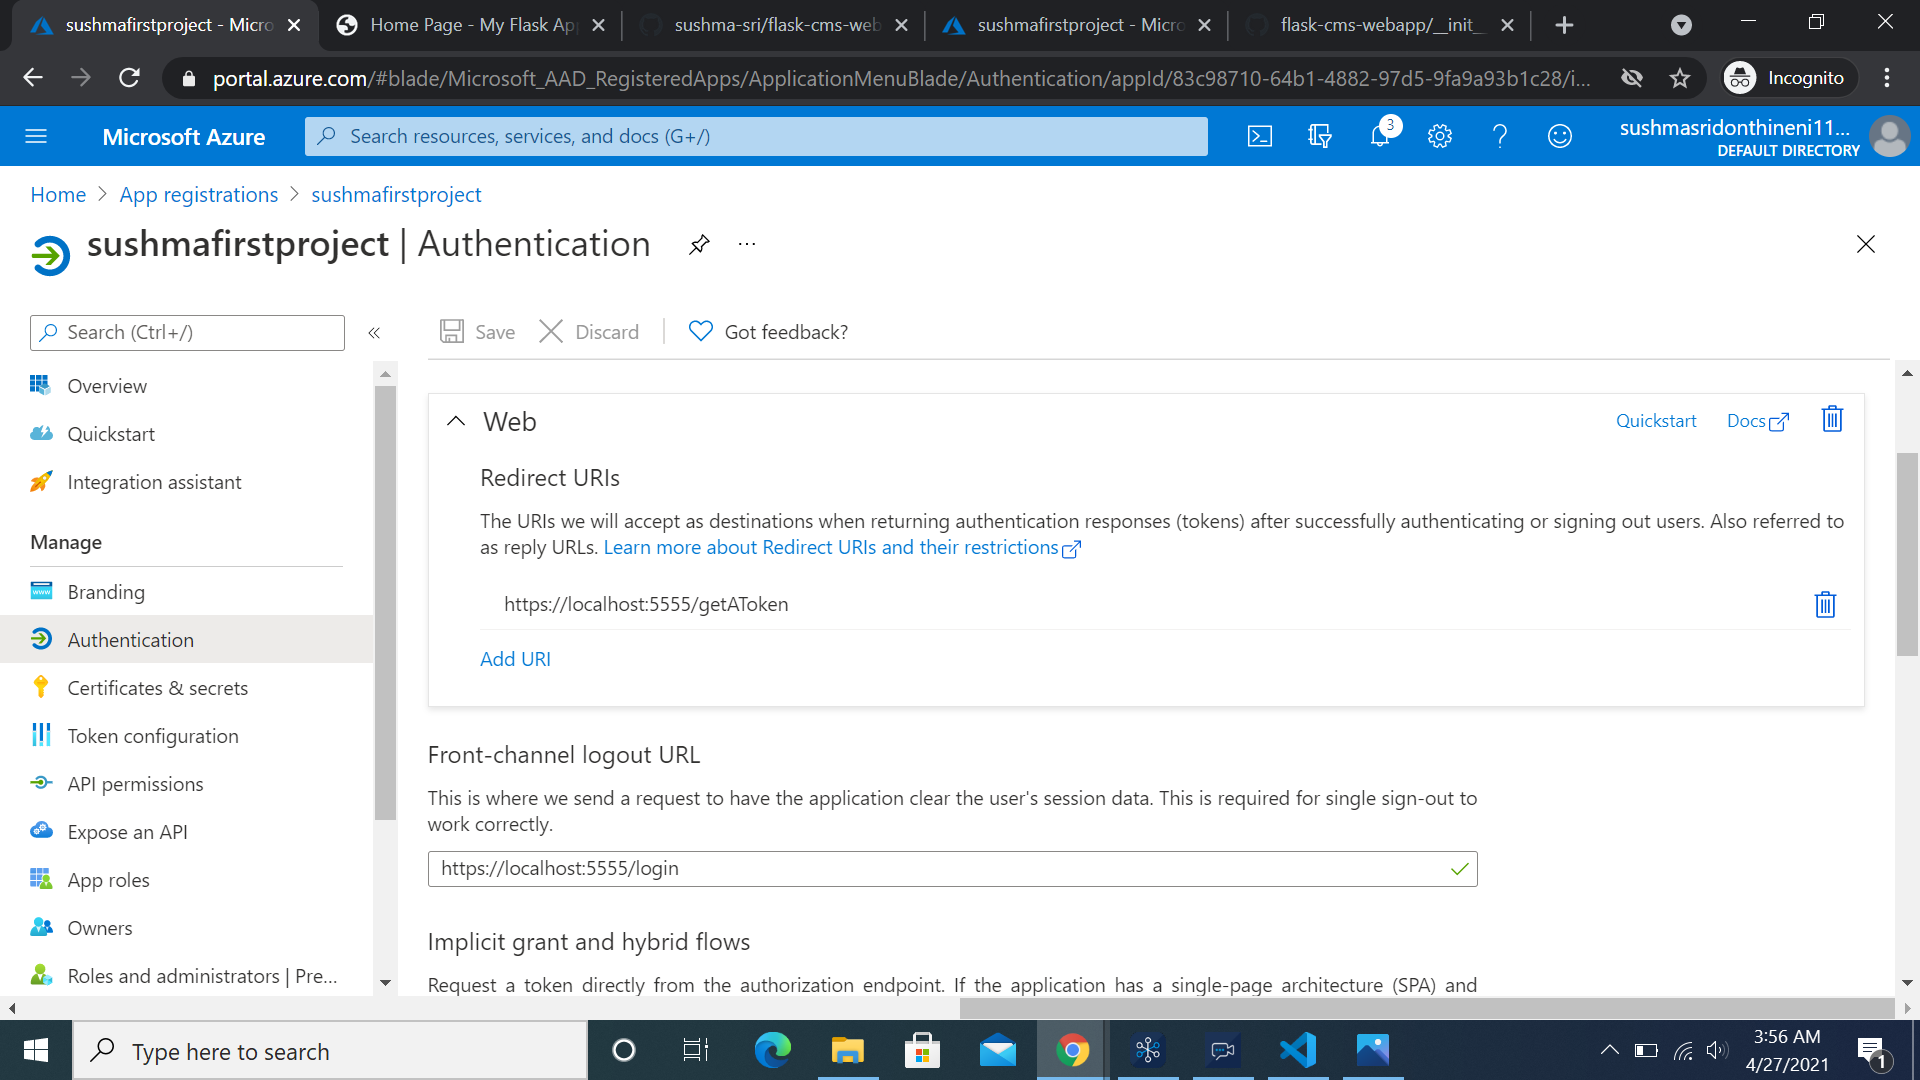 sushmafirstproject - Micro
Home Page - My Flask Ap
sushma-sri/flask-cms-web
sushmafirstproject - Micro
flask-cms-webapp/__init__
portal.azure.com/#blade/Microsoft_AAD_RegisteredApps/ApplicationMenuBlade/Authentication/appId/83c98710-64b1-4882-97d5-9fa9a93b1c28/i...
Incognito
Microsoft Azure
Search resources, services, and docs (G+/)
3
sushmasridonthineni11...
DEFAULT DIRECTORY
Home > App registrations > sushmafirstproject
sushmafirstproject | Authentication
...
Search (Ctrl+/)
«
Save
Discard
Got feedback?
Overview
Quickstart
Integration assistant
Manage
Branding
Authentication
Certificates & secrets
Token configuration
API permissions
Expose an API
App roles
Owners
Roles and administrators | Pre...
Web
Quickstart
Docs
Redirect URIs
The URIs we will accept as destinations when returning authentication responses (tokens) after successfully authenticating or signing out users. Also referred to
as reply URLs. Learn more about Redirect URIs and their restrictions
https://localhost:5555/getAToken
Add URI
Front-channel logout URL
This is where we send a request to have the application clear the user's session data. This is required for single sign-out to
work correctly.
https://localhost:5555/login
Implicit grant and hybrid flows
Request a token directly from the authorization endpoint. If the application has a single-page architecture (SPA) and
Type here to search
3:56 AM
4/27/2021
1